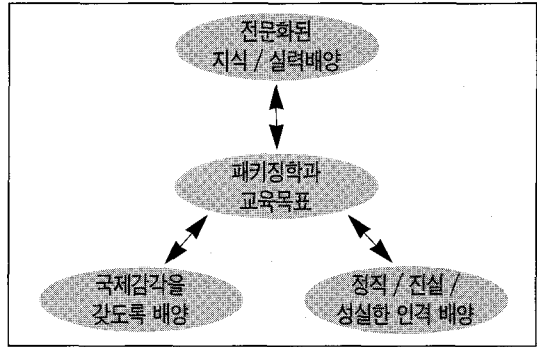 전문화된
지식 / 실력배양
패키징학과
교육목표
국제감각을
갖도록 배양
정직 / 진실 /
성실한 인격 배양